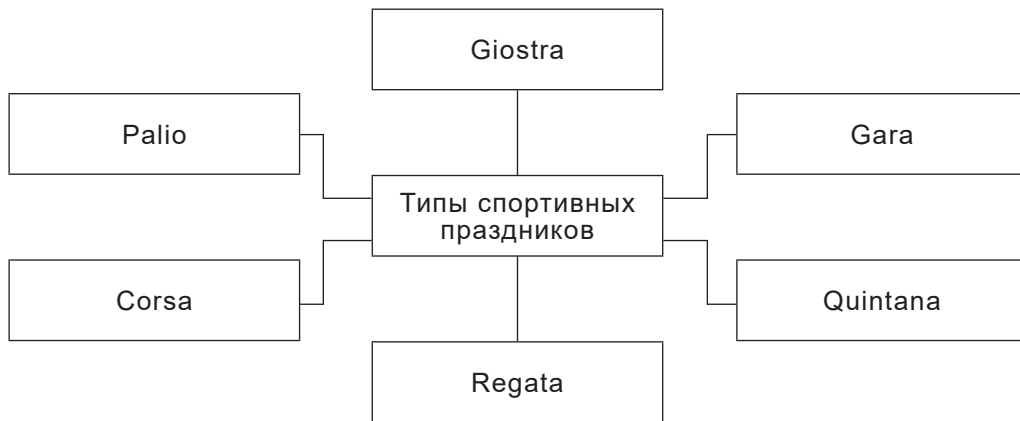 Giostra
Palio
Gara
Типы спортивных
праздников
Corsa
Quintana
Regata